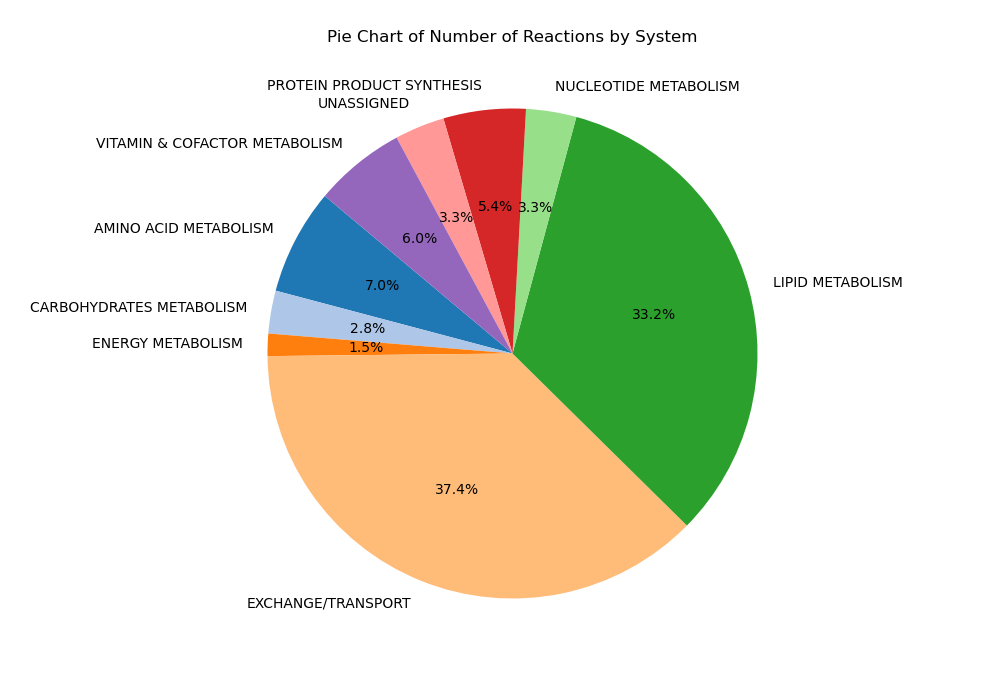 Pie Chart of Number of Reactions by System
PROTEIN PRODUCT SYNTHESIS
NUCLEOTIDE METABOLISM
UNASSIGNED
VITAMIN & COFACTOR METABOLISM
AMINO ACID METABOLISM
CARBOHYDRATES METABOLISM
ENERGY METABOLISM
LIPID METABOLISM
EXCHANGE/TRANSPORT
5.4%
3.3%
3.3%
6.0%
7.0%
2.8%
1.5%
33.2%
37.4%